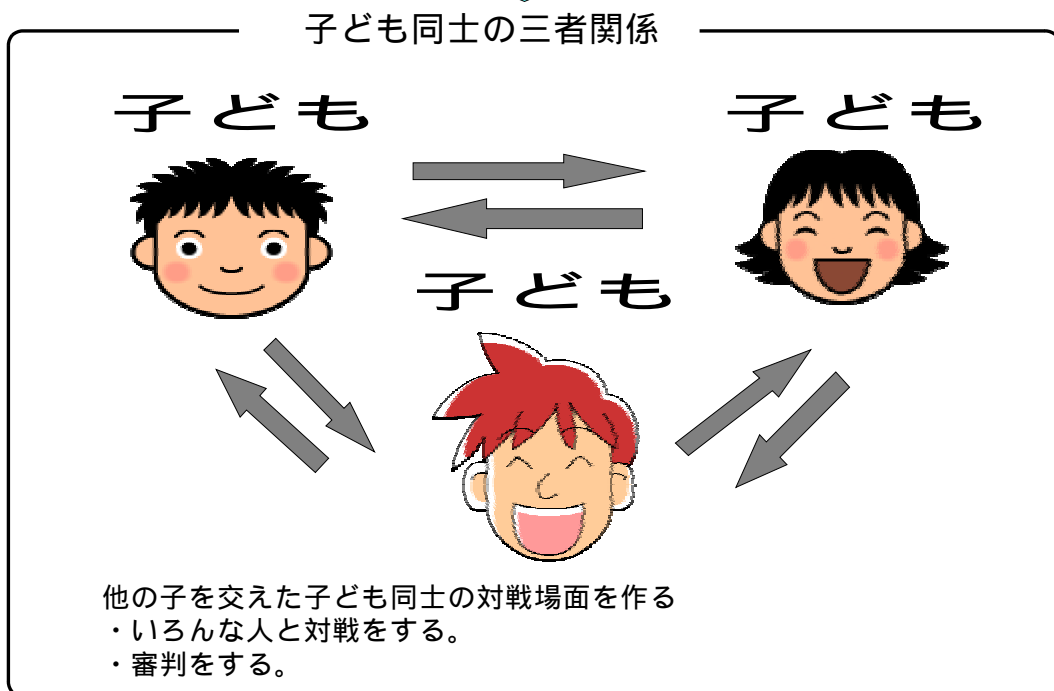 子ども同士の三者関係
子ども
子ども
子ども
他の子を交えた子ども同士の対戦場面を作る
・いろんな人と対戦をする。
・審判をする。